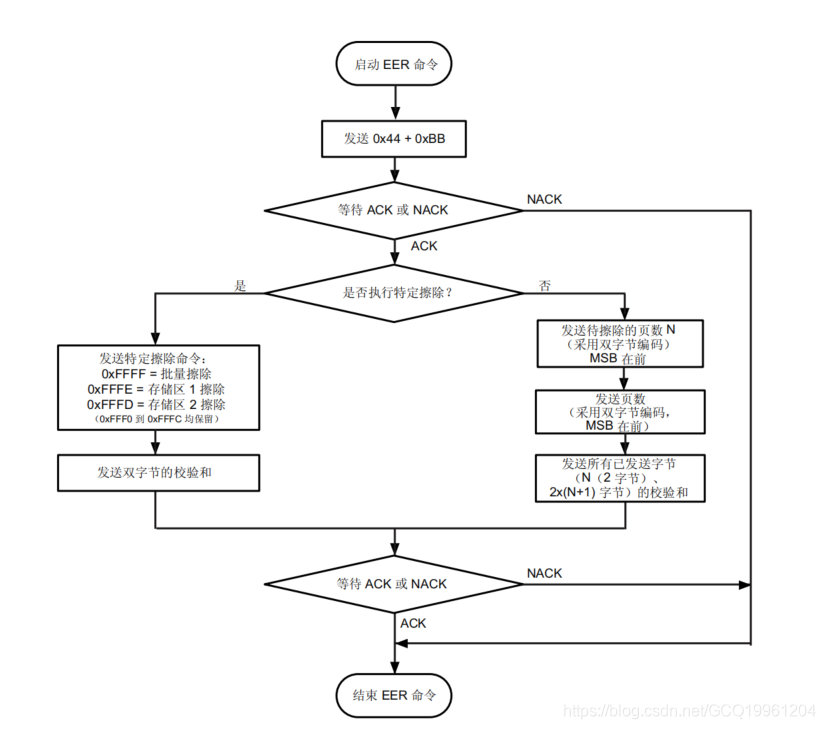 启动 EER 命令
发送 0x44 + 0xBB
等待 ACK 或 NACK
NACK
ACK
是否执行特定擦除？
是
否
发送特定擦除命令：
0xFFFF = 批量擦除
0xFFFE = 存储区 1 擦除
0xFFFD = 存储区 2 擦除
（0xFFF0 到 0xFFFC 均保留）
发送双字节的校验和
发送待擦除的页数 N
（采用双字节编码）
MSB 在前
发送页数
（采用双字节编码，
MSB 在前）
发送所有已发送字节
（N（2 字节）、
2x(N+1) 字节）的校验和
等待 ACK 或 NACK
NACK
ACK
结束 EER 命令
https://blog.csdn.net/GCQ19961204